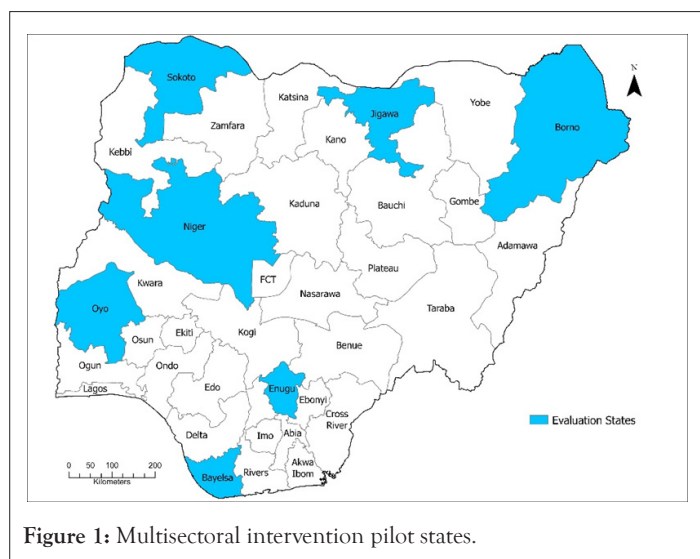 Sokoto
Katsina
Jigawa
Yobe
N
Borno
Zamfara
Kano
Kebbi
Niger
Kaduna
Bauchi
Gombe
Adamawa
Plateau
FCT
Nasarawa
Taraba
Kwara
Oyo
Osun
Ekiti
Kogi
Benue
Ogun
Ondo
Lagos
Edo
Enugu
Ebonyi
Cross
River
Evaluation States
Delta
Imo
Abia
Akwa
Ibom
Bayelsa
Rivers
0 50 100 200
Kilometers
Figure 1: Multisectoral intervention pilot states.